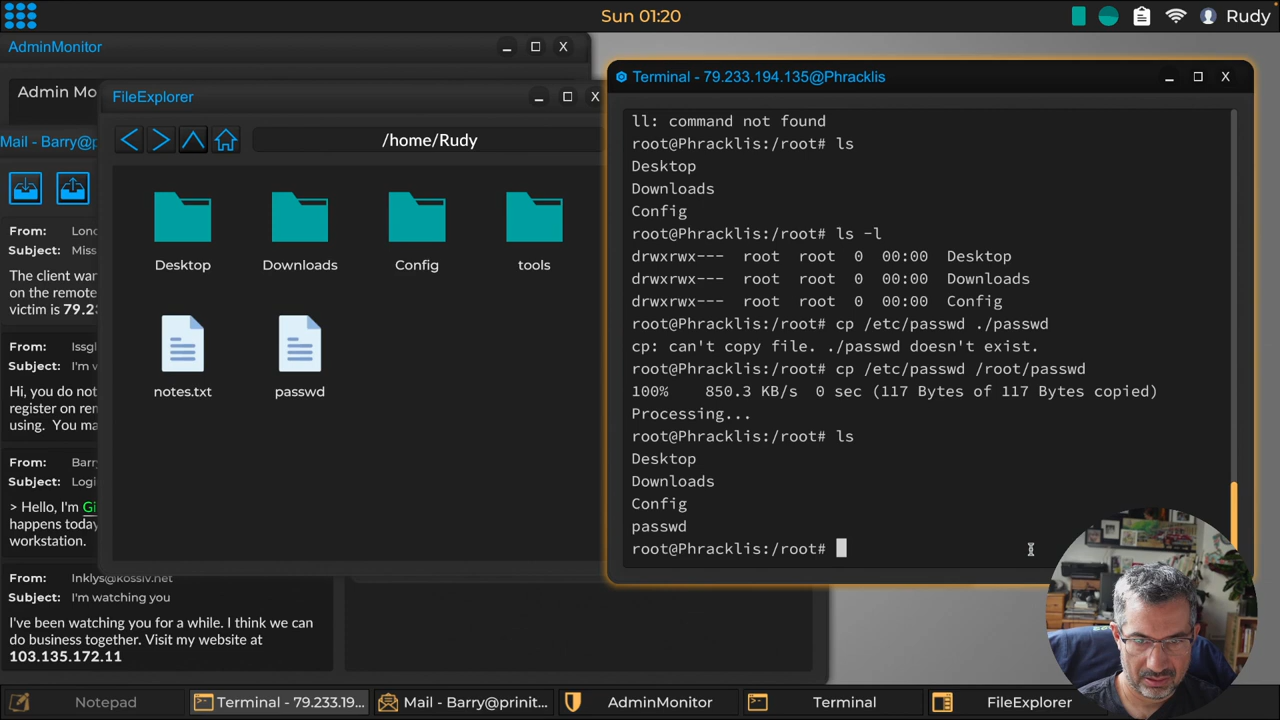 Sun 01:20
Rudy
AdminMonitor
Admin Mo
Mail - Barry@p
From: Lond
Subject: Miss
The client wan
on the remote
victim is 79.23
From: Issgl
Subject: I'm w
Hi, you do not
register on rem
using. You ma
From: Barr
Subject: Logi
> Hello, I'm Gi
happens today
workstation.
From: Inklys@kossiv.net
Subject: I'm watching you
I've been watching you for a while. I think we can
do business together. Visit my website at
103.135.172.11
FileExplorer
/home/Rudy
Desktop
Downloads
Config
tools
notes.txt
passwd
Terminal - 79.233.194.135@Phracklis
ll: command not found
root@Phracklis:/root# ls
Desktop
Downloads
Config
root@Phracklis:/root# ls -l
drwxrwx--- root root 0 00:00 Desktop
drwxrwx--- root root 0 00:00 Downloads
drwxrwx--- root root 0 00:00 Config
root@Phracklis:/root# cp /etc/passwd ./passwd
cp: can't copy file. ./passwd doesn't exist.
root@Phracklis:/root# cp /etc/passwd /root/passwd
100% 850.3 KB/s 0 sec (117 Bytes of 117 Bytes copied)
Processing...
root@Phracklis:/root# ls
Desktop
Downloads
Config
passwd
root@Phracklis:/root#
Notepad
Terminal - 79.233.19...
Mail - Barry@prinit...
AdminMonitor
Terminal
FileExplorer